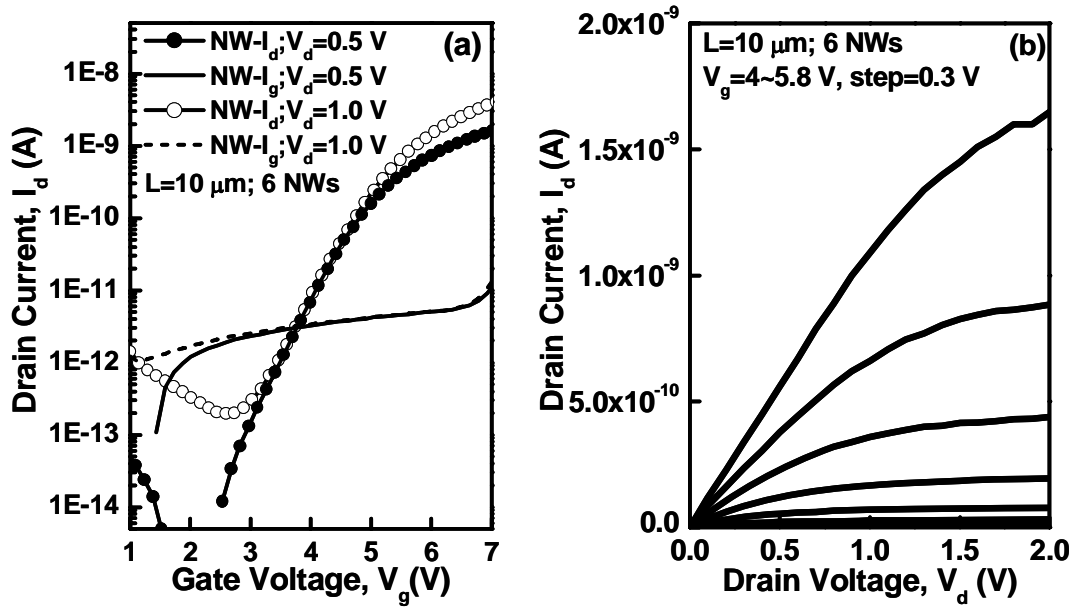 (a)
NW-I_d;V_d=0.5 V
NW-I_g;V_d=0.5 V
NW-I_d;V_d=1.0 V
NW-I_g;V_d=1.0 V
L=10 μm; 6 NWs
Drain Current, I_d (A)
1E-8
1E-9
1E-10
1E-11
1E-12
1E-13
1E-14
1 2 3 4 5 6 7
Gate Voltage, V_g(V)
(b)
L=10 μm; 6 NWs
V_g=4~5.8 V, step=0.3 V
Drain Current, I_d (A)
2.0x10^-9
1.5x10^-9
1.0x10^-9
5.0x10^-10
0.0
0.0 0.5 1.0 1.5 2.0
Drain Voltage, V_d (V)